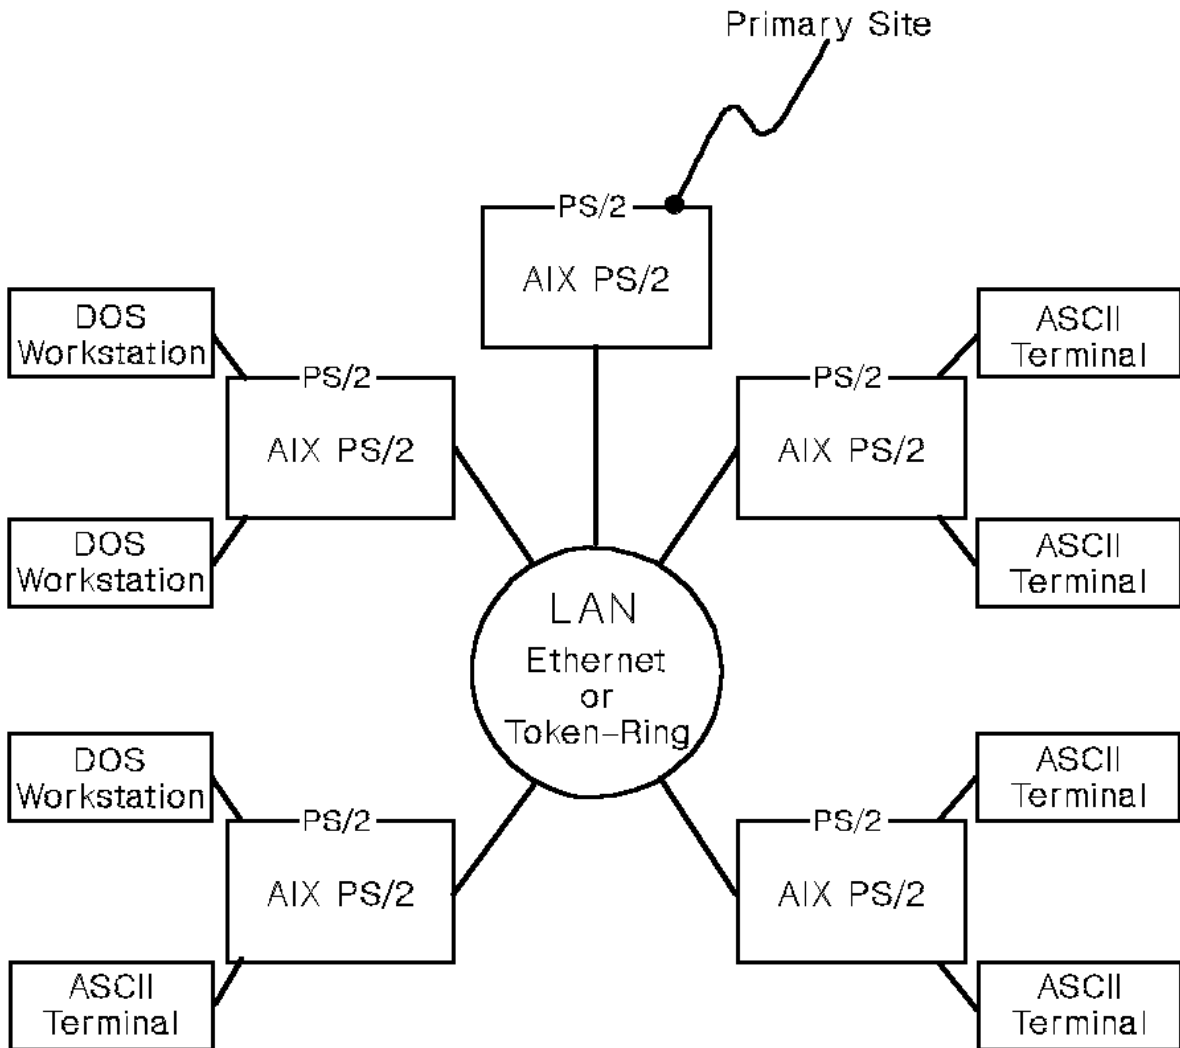 Primary Site
PS/2
AIX PS/2
DOS
Workstation
PS/2
AIX PS/2
DOS
Workstation
PS/2
AIX PS/2
ASCII
Terminal
ASCII
Terminal
LAN
Ethernet
or
Token-Ring
DOS
Workstation
PS/2
AIX PS/2
ASCII
Terminal
PS/2
AIX PS/2
ASCII
Terminal
ASCII
Terminal